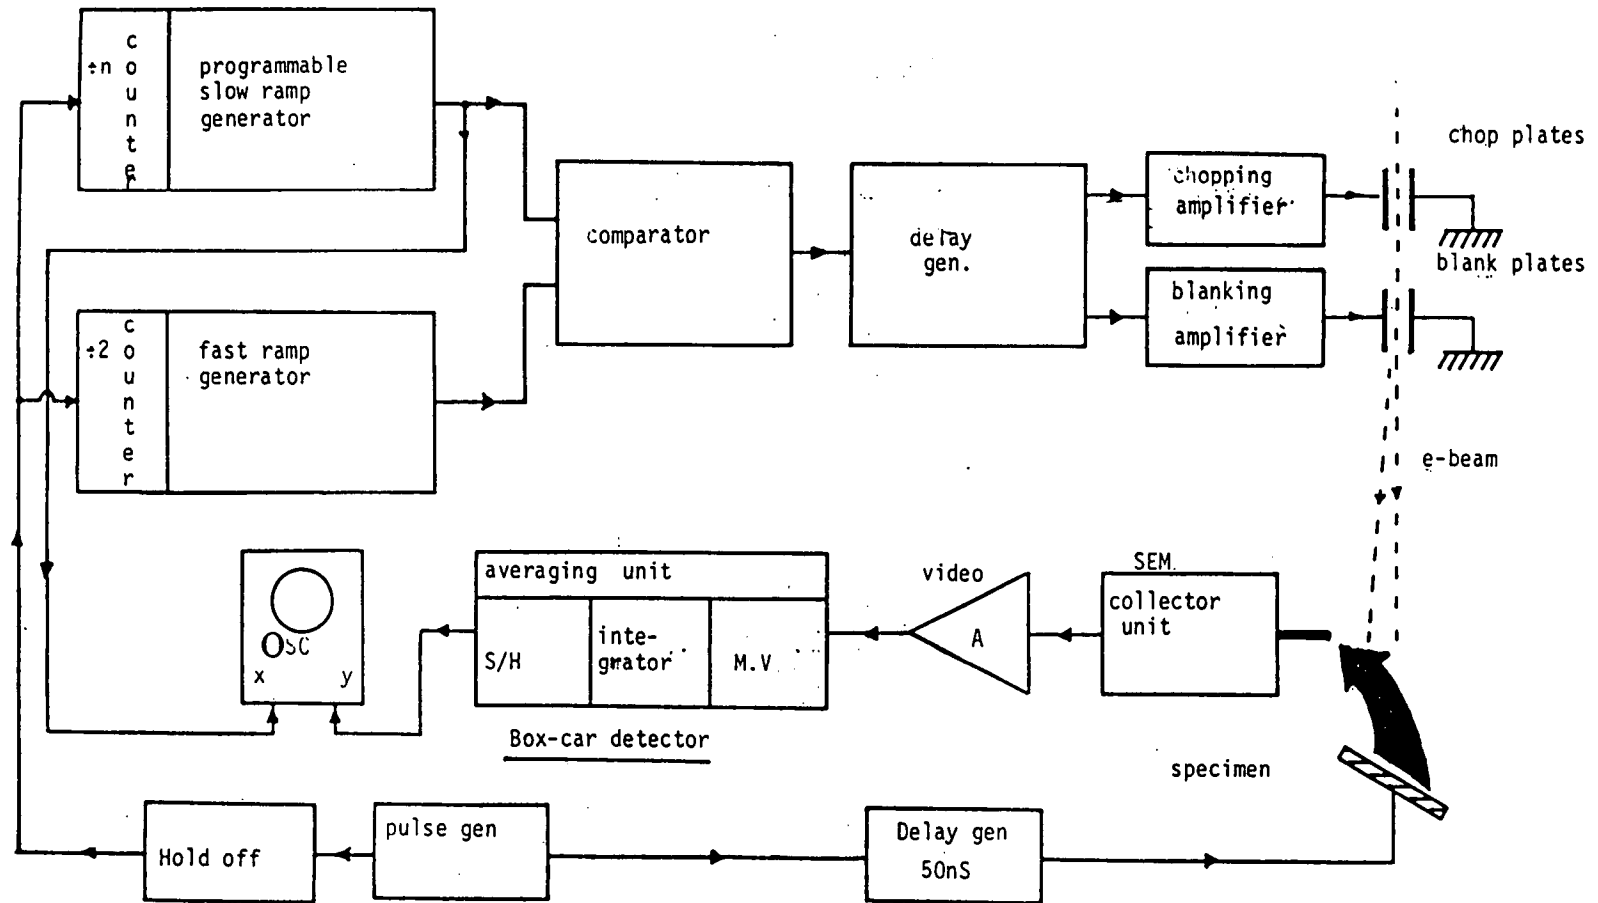 ÷n
counter
programmable
slow ramp
generator
comparator
delay
gen.
chopping
amplifier
chop plates
blank plates
blanking
amplifier
÷2
counter
fast ramp
generator
e-beam
OSC
x y
averaging unit
S/H
inte-
grator
M.V
Box-car detector
video
A
SEM.
collector
unit
specimen
Hold off
pulse gen
Delay gen
50nS